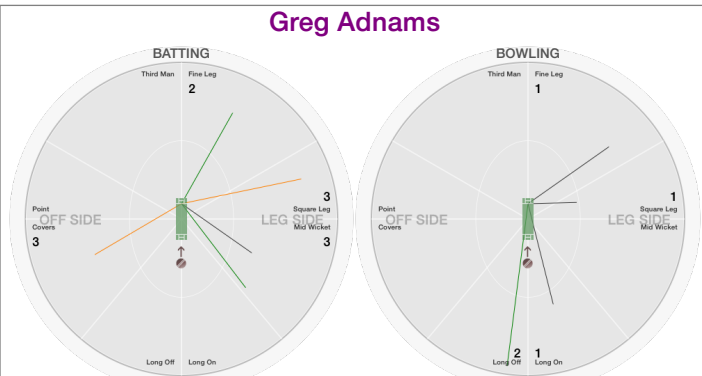 Greg Adnams
BATTING
Third Man Fine Leg
2
3
Point Square Leg
OFF SIDE LEG SIDE
Covers Mid Wicket
3 3
Long Off Long On
BOWLING
Third Man Fine Leg
1
1
Point Square Leg
OFF SIDE LEG SIDE
Covers Mid Wicket
2 1
Long Off Long On